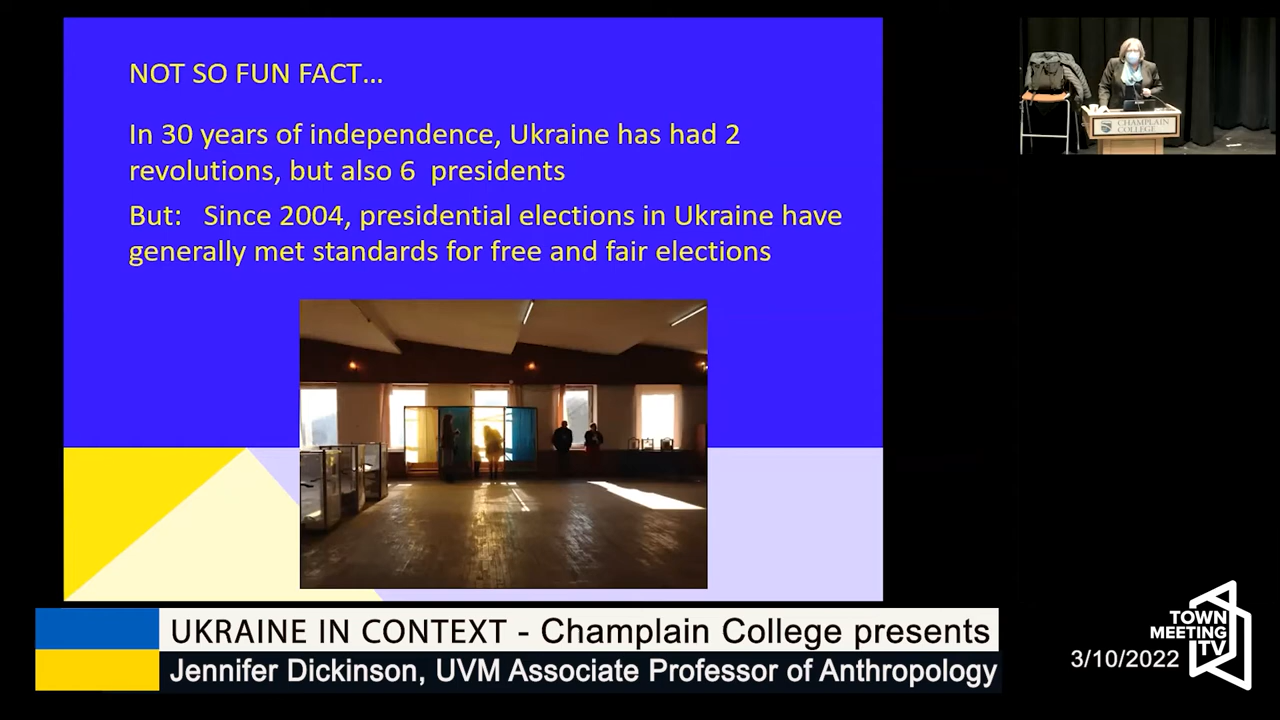 NOT SO FUN FACT…
In 30 years of independence, Ukraine has had 2
revolutions, but also 6 presidents
But: Since 2004, presidential elections in Ukraine have
generally met standards for free and fair elections
CHAMPLAIN
COLLEGE
UKRAINE IN CONTEXT - Champlain College presents
Jennifer Dickinson, UVM Associate Professor of Anthropology
3/10/2022
TOWN
MEETING
TV